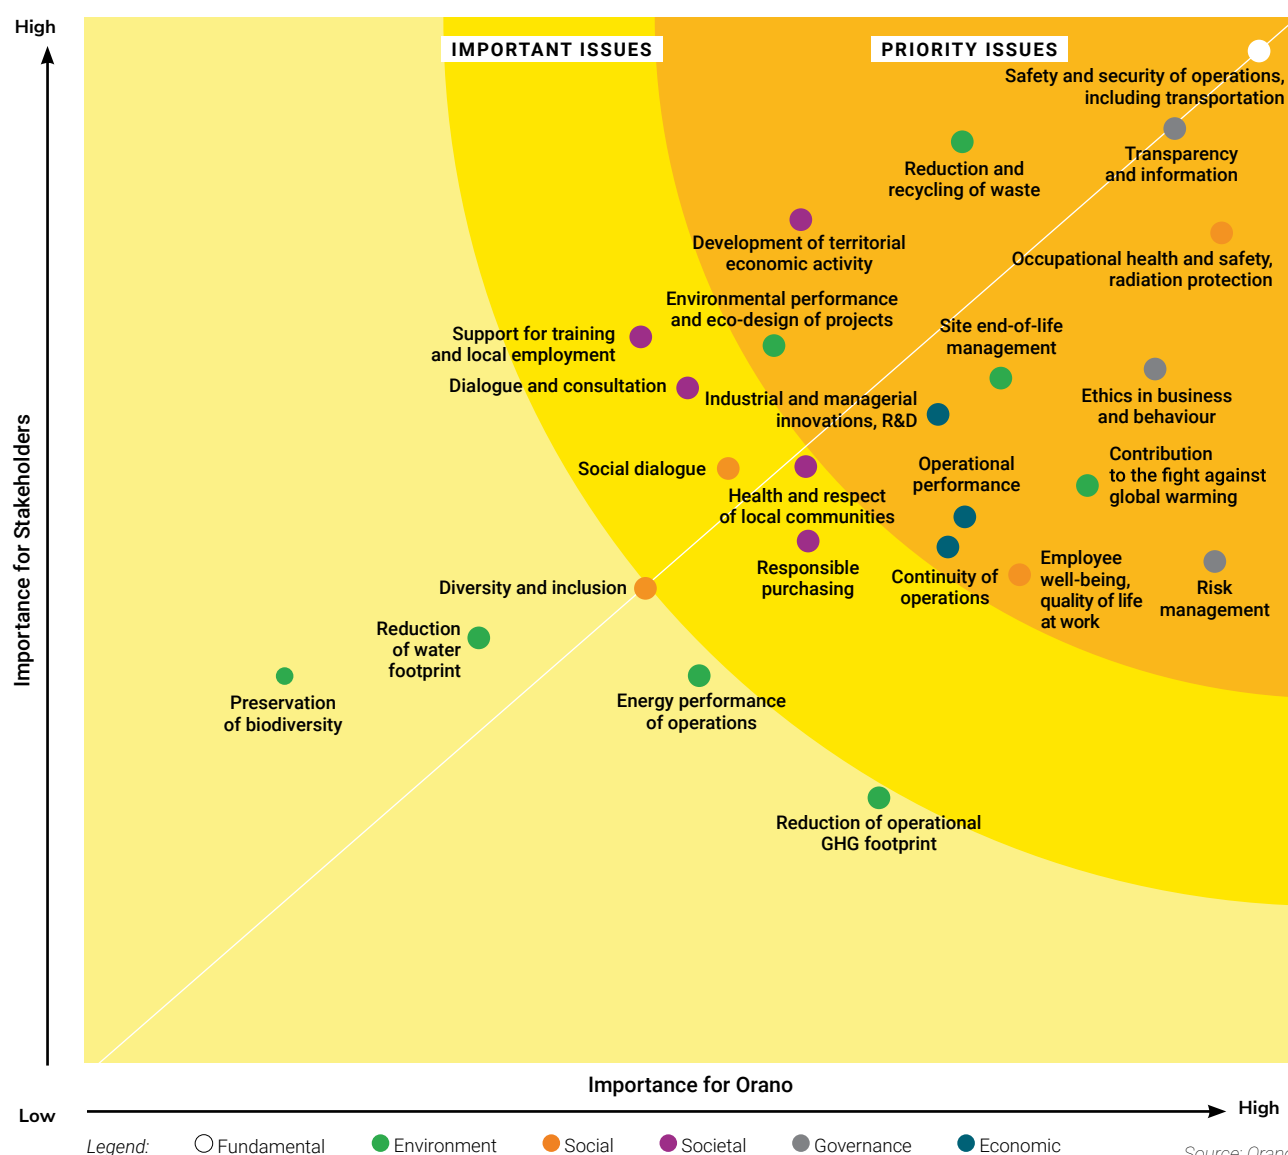 High
IMPORTANT ISSUES
PRIORITY ISSUES
Safety and security of operations,
including transportation
Transparency
and information
Reduction and
recycling of waste
Development of territorial
economic activity
Occupational health and safety,
radiation protection
Environmental performance
and eco-design of projects
Support for training
and local employment
Site end-of-life
management
Dialogue and consultation
Industrial and managerial
innovations, R&D
Ethics in business
and behaviour
Social dialogue
Operational
performance
Contribution
to the fight against
global warming
Health and respect
of local communities
Responsible
purchasing
Continuity of
operations
Employee
well-being,
quality of life
at work
Risk
management
Diversity and inclusion
Reduction
of water
footprint
Preservation
of biodiversity
Energy performance
of operations
Reduction of operational
GHG footprint
Importance for Stakeholders
Importance for Orano
Low
High
Legend:
Fundamental
Environment
Social
Societal
Governance
Economic
Source: Orano